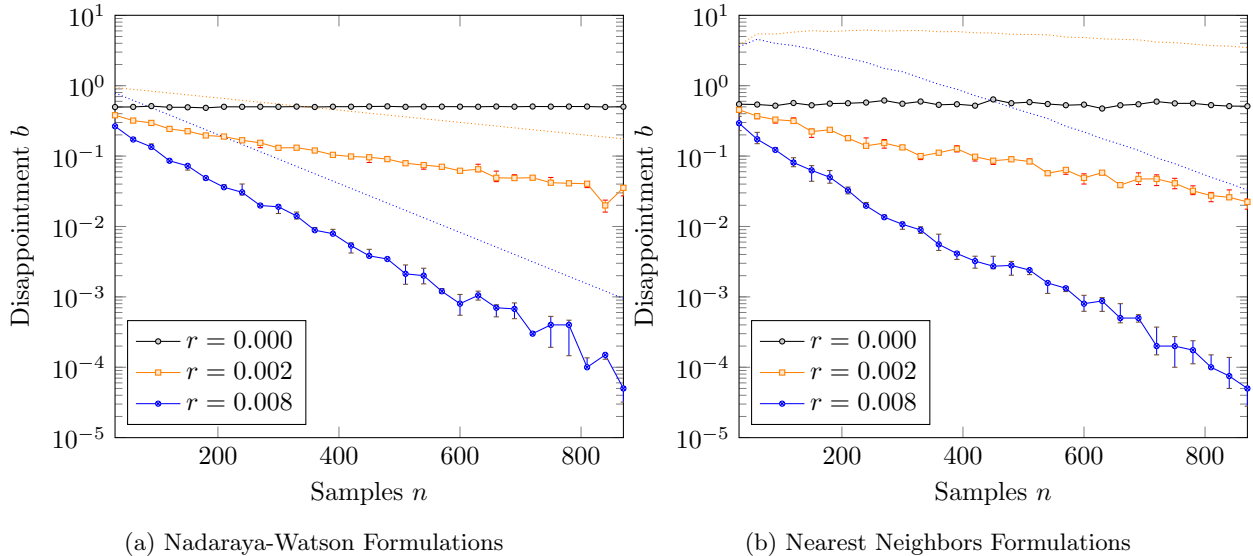 10^1
10^0
10^−1
10^−2
10^−3
10^−4
10^−5
Disappointment b
r = 0.000
r = 0.002
r = 0.008
200 400 600 800
Samples n
(a) Nadaraya-Watson Formulations
10^1
10^0
10^−1
10^−2
10^−3
10^−4
10^−5
Disappointment b
r = 0.000
r = 0.002
r = 0.008
200 400 600 800
Samples n
(b) Nearest Neighbors Formulations